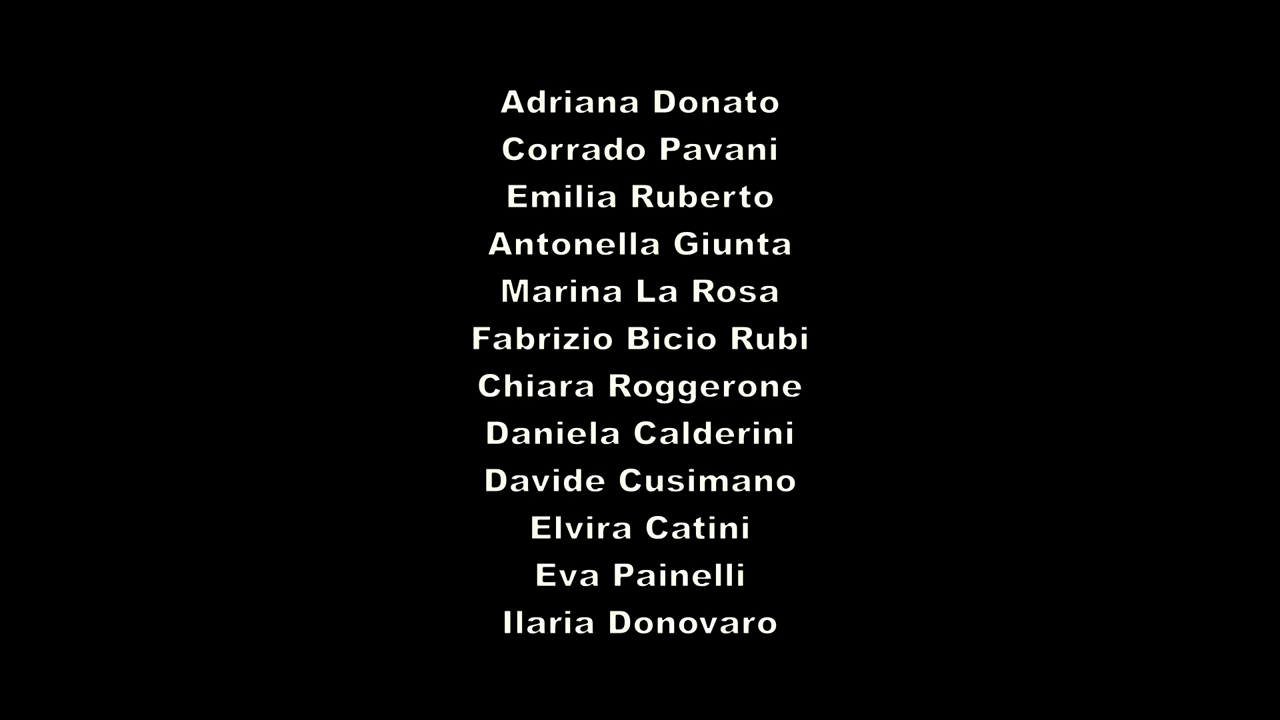 Adriana Donato
Corrado Pavani
Emilia Ruberto
Antonella Giunta
Marina La Rosa
Fabrizio Bicio Rubi
Chiara Roggerone
Daniela Calderini
Davide Cusimano
Elvira Catini
Eva Painelli
Ilaria Donovaro